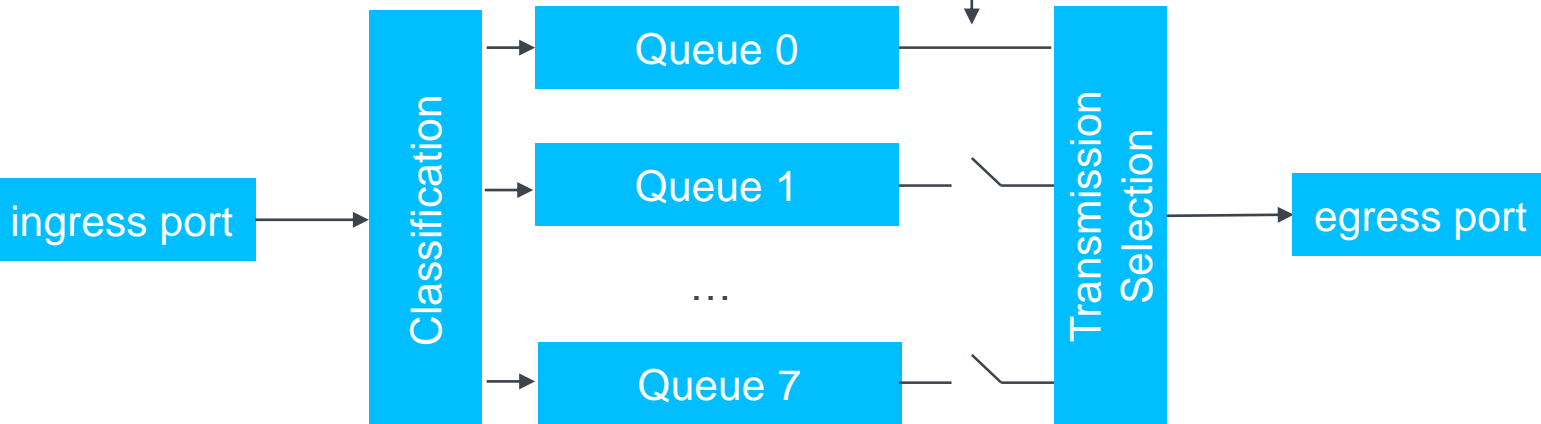 ingress port
Classification
Queue 0
Queue 1
...
Queue 7
Transmission
Selection
egress port